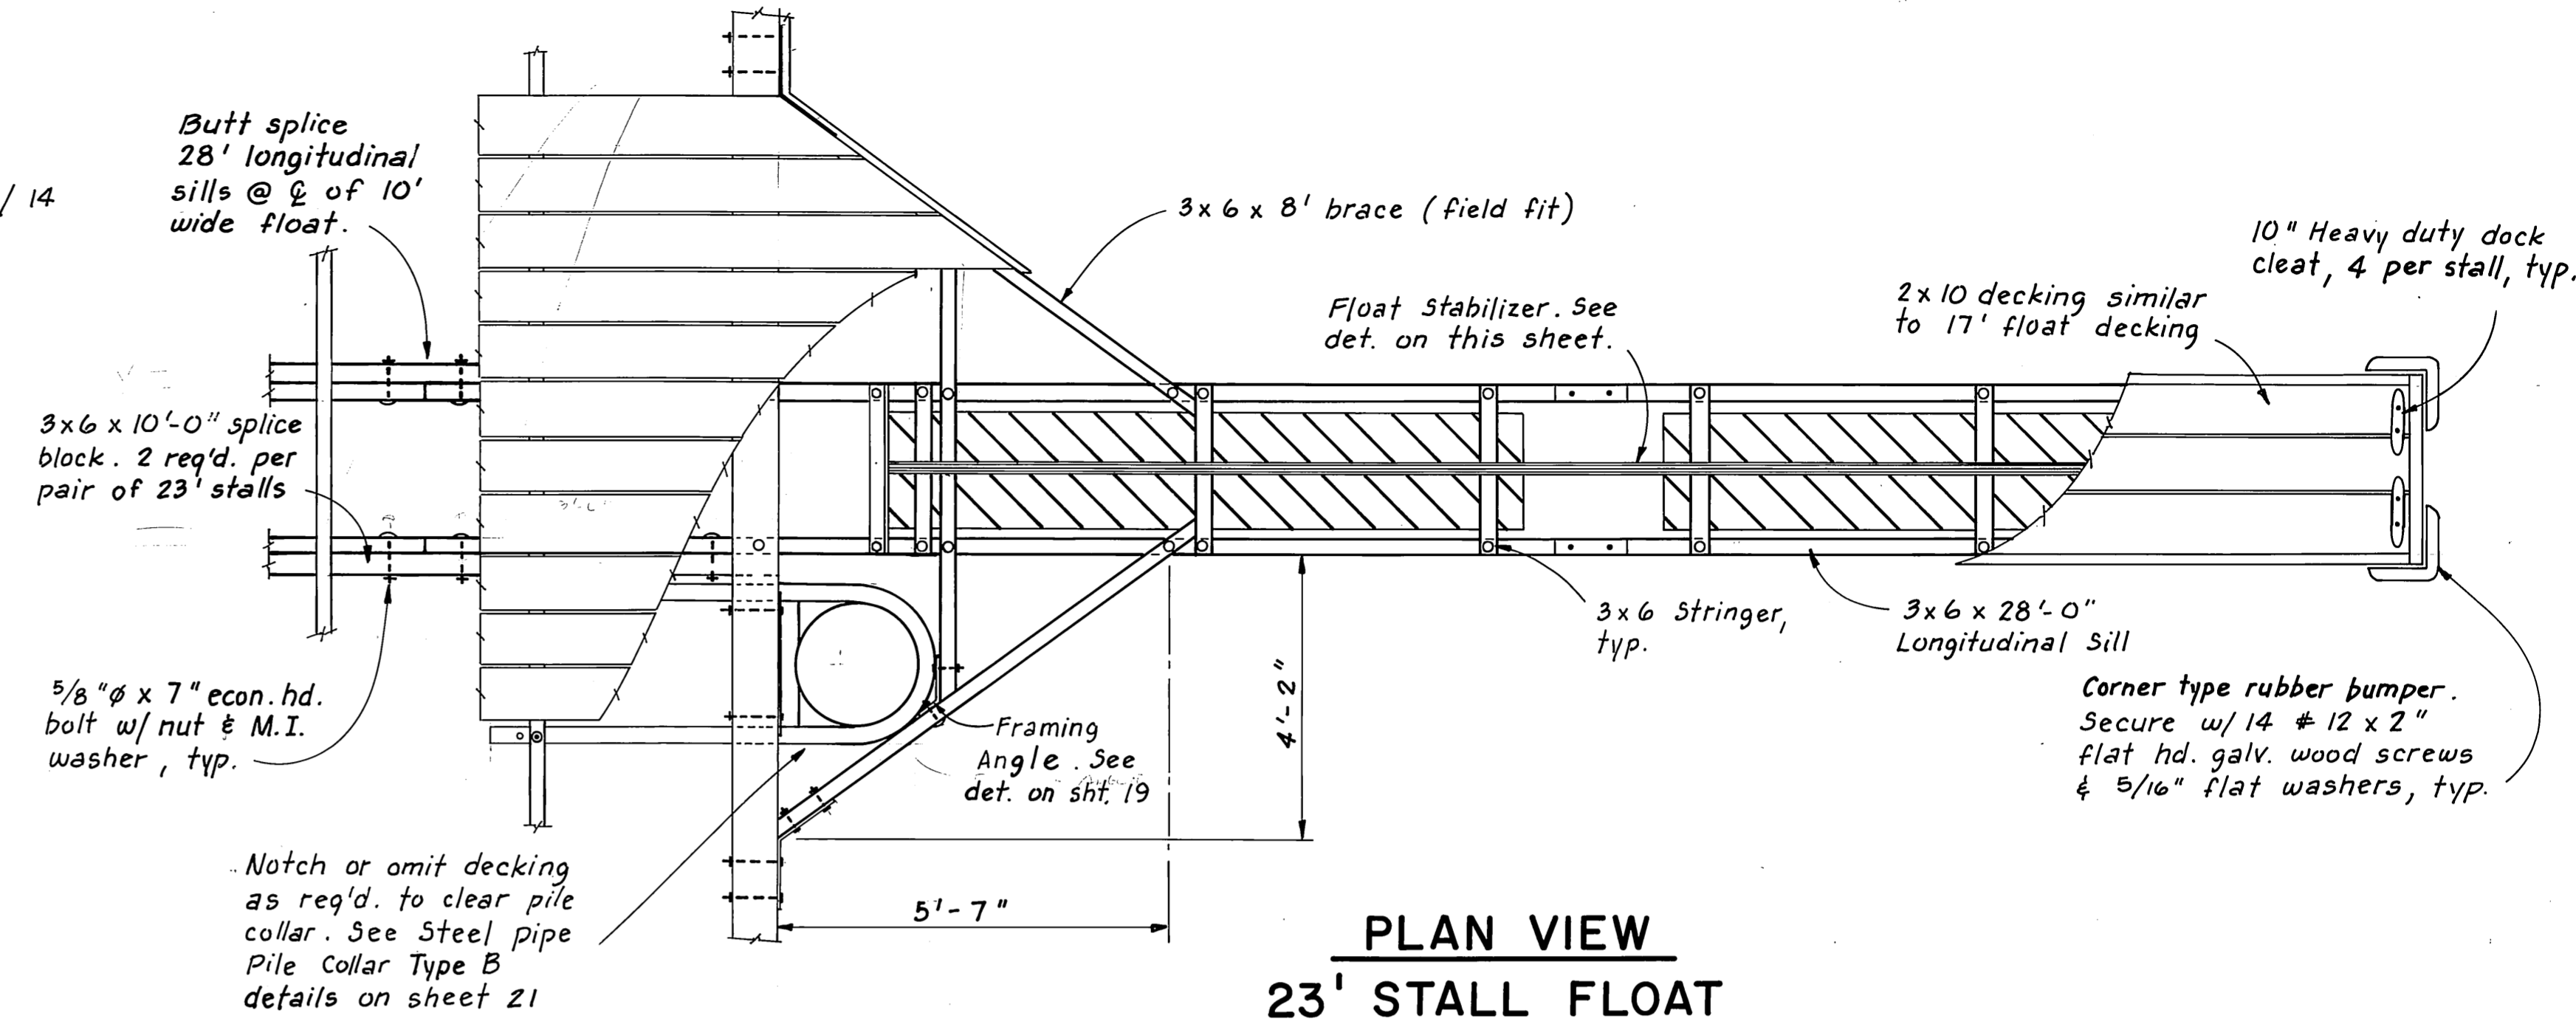 / 14
Butt splice
28' longitudinal
sills @ ℄ of 10'
wide float.
3x6 x 10'-0" splice
block. 2 req'd. per
pair of 23' stalls
5/8"ϕ x 7" econ. hd.
bolt w/ nut & M.I.
washer, typ.
Notch or omit decking
as req'd. to clear pile
collar. See Steel pipe
Pile Collar Type B
details on sheet 21
3x6 x 8' brace (field fit)
Float Stabilizer. See
det. on this sheet.
2x10 decking similar
to 17' float decking
10" Heavy duty dock
cleat, 4 per stall, typ.
3x6 Stringer,
typ.
3x6 x 28'-0"
Longitudinal Sill
Corner type rubber bumper.
Secure w/ 14 # 12 x 2"
flat hd. galv. wood screws
& 5/16" flat washers, typ.
Framing
Angle. See
det. on sht. 19
4'-2"
5'-7"
PLAN VIEW
23' STALL FLOAT